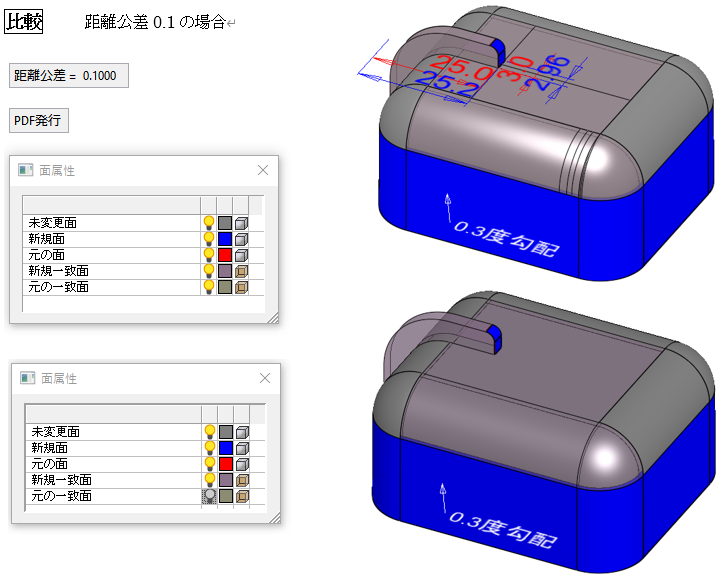 比較 距離公差 0.1 の場合↵
距離公差 = 0.1000
PDF発行
面属性
未変更面
新規面
元の面
新規一致面
元の一致面
面属性
未変更面
新規面
元の面
新規一致面
元の一致面
25.0
25.2
3.0
2.96
0.3度勾配
0.3度勾配